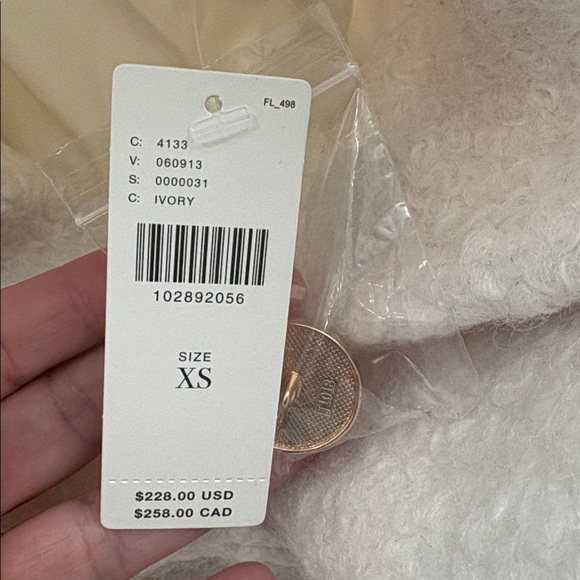 FL_498
C: 4133
V: 060913
S: 0000031
C: IVORY
102892056
SIZE
XS
$228.00 USD
$258.00 CAD